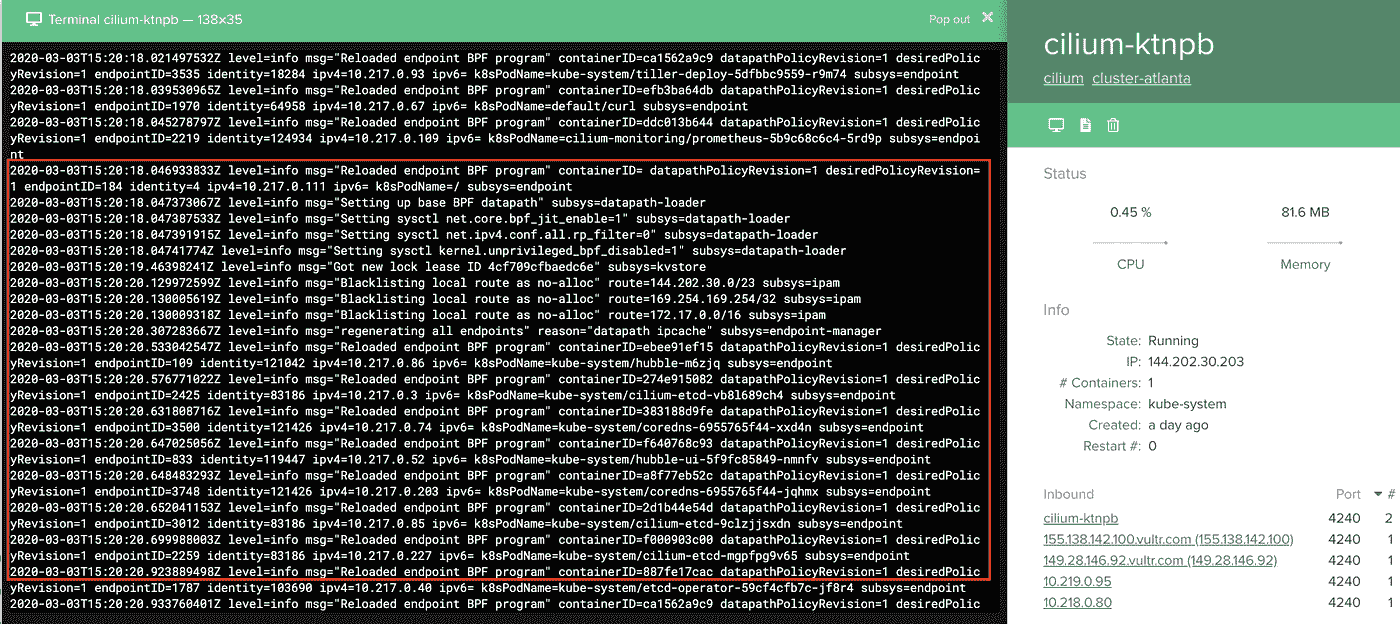 Terminal cilium-ktnpb — 138×35
Pop out ×
2020-03-03T15:20:18.021497532Z level=info msg="Reloaded endpoint BPF program" containerID=ca1562a9c9 datapathPolicyRevision=1 desiredPolic
yRevision=1 endpointID=3535 identity=18284 ipv4=10.217.0.93 ipv6= k8sPodName=kube-system/tiller-deploy-5dfbbc9559-r9m74 subsys=endpoint
2020-03-03T15:20:18.039530965Z level=info msg="Reloaded endpoint BPF program" containerID=efb3ba64db datapathPolicyRevision=1 desiredPolic
yRevision=1 endpointID=1970 identity=64958 ipv4=10.217.0.67 ipv6= k8sPodName=default/curl subsys=endpoint
2020-03-03T15:20:18.045278797Z level=info msg="Reloaded endpoint BPF program" containerID=ddc013b644 datapathPolicyRevision=1 desiredPolic
yRevision=1 endpointID=2219 identity=124934 ipv4=10.217.0.109 ipv6= k8sPodName=cilium-monitoring/prometheus-5b9c68c6c4-5rd9p subsys=endpoi
nt
2020-03-03T15:20:18.046933833Z level=info msg="Reloaded endpoint BPF program" containerID= datapathPolicyRevision=1 desiredPolicyRevision=
1 endpointID=184 identity=4 ipv4=10.217.0.111 ipv6= k8sPodName=/ subsys=endpoint
2020-03-03T15:20:18.047373067Z level=info msg="Setting up base BPF datapath" subsys=datapath-loader
2020-03-03T15:20:18.047387533Z level=info msg="Setting sysctl net.core.bpf_jit_enable=1" subsys=datapath-loader
2020-03-03T15:20:18.047391915Z level=info msg="Setting sysctl net.ipv4.conf.all.rp_filter=0" subsys=datapath-loader
2020-03-03T15:20:18.04741774Z level=info msg="Setting sysctl kernel.unprivileged_bpf_disabled=1" subsys=datapath-loader
2020-03-03T15:20:19.46398241Z level=info msg="Got new lock lease ID 4cf709cfbaedc6e" subsys=kvstore
2020-03-03T15:20:20.129972599Z level=info msg="Blacklisting local route as no-alloc" route=144.202.30.0/23 subsys=ipam
2020-03-03T15:20:20.130005619Z level=info msg="Blacklisting local route as no-alloc" route=169.254.169.254/32 subsys=ipam
2020-03-03T15:20:20.130009318Z level=info msg="Blacklisting local route as no-alloc" route=172.17.0.0/16 subsys=ipam
2020-03-03T15:20:20.307283667Z level=info msg="regenerating all endpoints" reason="datapath ipcache" subsys=endpoint-manager
2020-03-03T15:20:20.533042547Z level=info msg="Reloaded endpoint BPF program" containerID=ebee91ef15 datapathPolicyRevision=1 desiredPolic
yRevision=1 endpointID=109 identity=121042 ipv4=10.217.0.86 ipv6= k8sPodName=kube-system/hubble-m6zjq subsys=endpoint
2020-03-03T15:20:20.576771022Z level=info msg="Reloaded endpoint BPF program" containerID=274e915082 datapathPolicyRevision=1 desiredPolic
yRevision=1 endpointID=2425 identity=83186 ipv4=10.217.0.3 ipv6= k8sPodName=kube-system/cilium-etcd-vb8l689ch4 subsys=endpoint
2020-03-03T15:20:20.631808716Z level=info msg="Reloaded endpoint BPF program" containerID=383188d9fe datapathPolicyRevision=1 desiredPolic
yRevision=1 endpointID=3500 identity=121426 ipv4=10.217.0.74 ipv6= k8sPodName=kube-system/coredns-6955765f44-xxd4n subsys=endpoint
2020-03-03T15:20:20.647025056Z level=info msg="Reloaded endpoint BPF program" containerID=f640768c93 datapathPolicyRevision=1 desiredPolic
yRevision=1 endpointID=833 identity=119447 ipv4=10.217.0.52 ipv6= k8sPodName=kube-system/hubble-ui-5f9fc85849-nmnfv subsys=endpoint
2020-03-03T15:20:20.648483293Z level=info msg="Reloaded endpoint BPF program" containerID=a8f77eb52c datapathPolicyRevision=1 desiredPolic
yRevision=1 endpointID=3748 identity=121426 ipv4=10.217.0.203 ipv6= k8sPodName=kube-system/coredns-6955765f44-jqhmx subsys=endpoint
2020-03-03T15:20:20.652041153Z level=info msg="Reloaded endpoint BPF program" containerID=2d1b44e54d datapathPolicyRevision=1 desiredPolic
yRevision=1 endpointID=3012 identity=83186 ipv4=10.217.0.85 ipv6= k8sPodName=kube-system/cilium-etcd-9clzjjsxdn subsys=endpoint
2020-03-03T15:20:20.699988003Z level=info msg="Reloaded endpoint BPF program" containerID=f000903c00 datapathPolicyRevision=1 desiredPolic
yRevision=1 endpointID=2259 identity=83186 ipv4=10.217.0.227 ipv6= k8sPodName=kube-system/cilium-etcd-mgpfpg9v65 subsys=endpoint
2020-03-03T15:20:20.923889498Z level=info msg="Reloaded endpoint BPF program" containerID=887fe17cac datapathPolicyRevision=1 desiredPolic
yRevision=1 endpointID=1787 identity=103690 ipv4=10.217.0.40 ipv6= k8sPodName=kube-system/etcd-operator-59cf4cfb7c-jf8r4 subsys=endpoint
2020-03-03T15:20:20.933760401Z level=info msg="Reloaded endpoint BPF program" containerID=ca1562a9c9 datapathPolicyRevision=1 desiredPolic
cilium-ktnpb
cilium cluster-atlanta
Status
0.45 % 81.6 MB
CPU Memory
Info
State: Running
IP: 144.202.30.203
# Containers: 1
Namespace: kube-system
Created: a day ago
Restart #: 0
Inbound Port #
cilium-ktnpb 4240 2
155.138.142.100.vultr.com (155.138.142.100) 4240 1
149.28.146.92.vultr.com (149.28.146.92) 4240 1
10.219.0.95 4240 1
10.218.0.80 4240 1